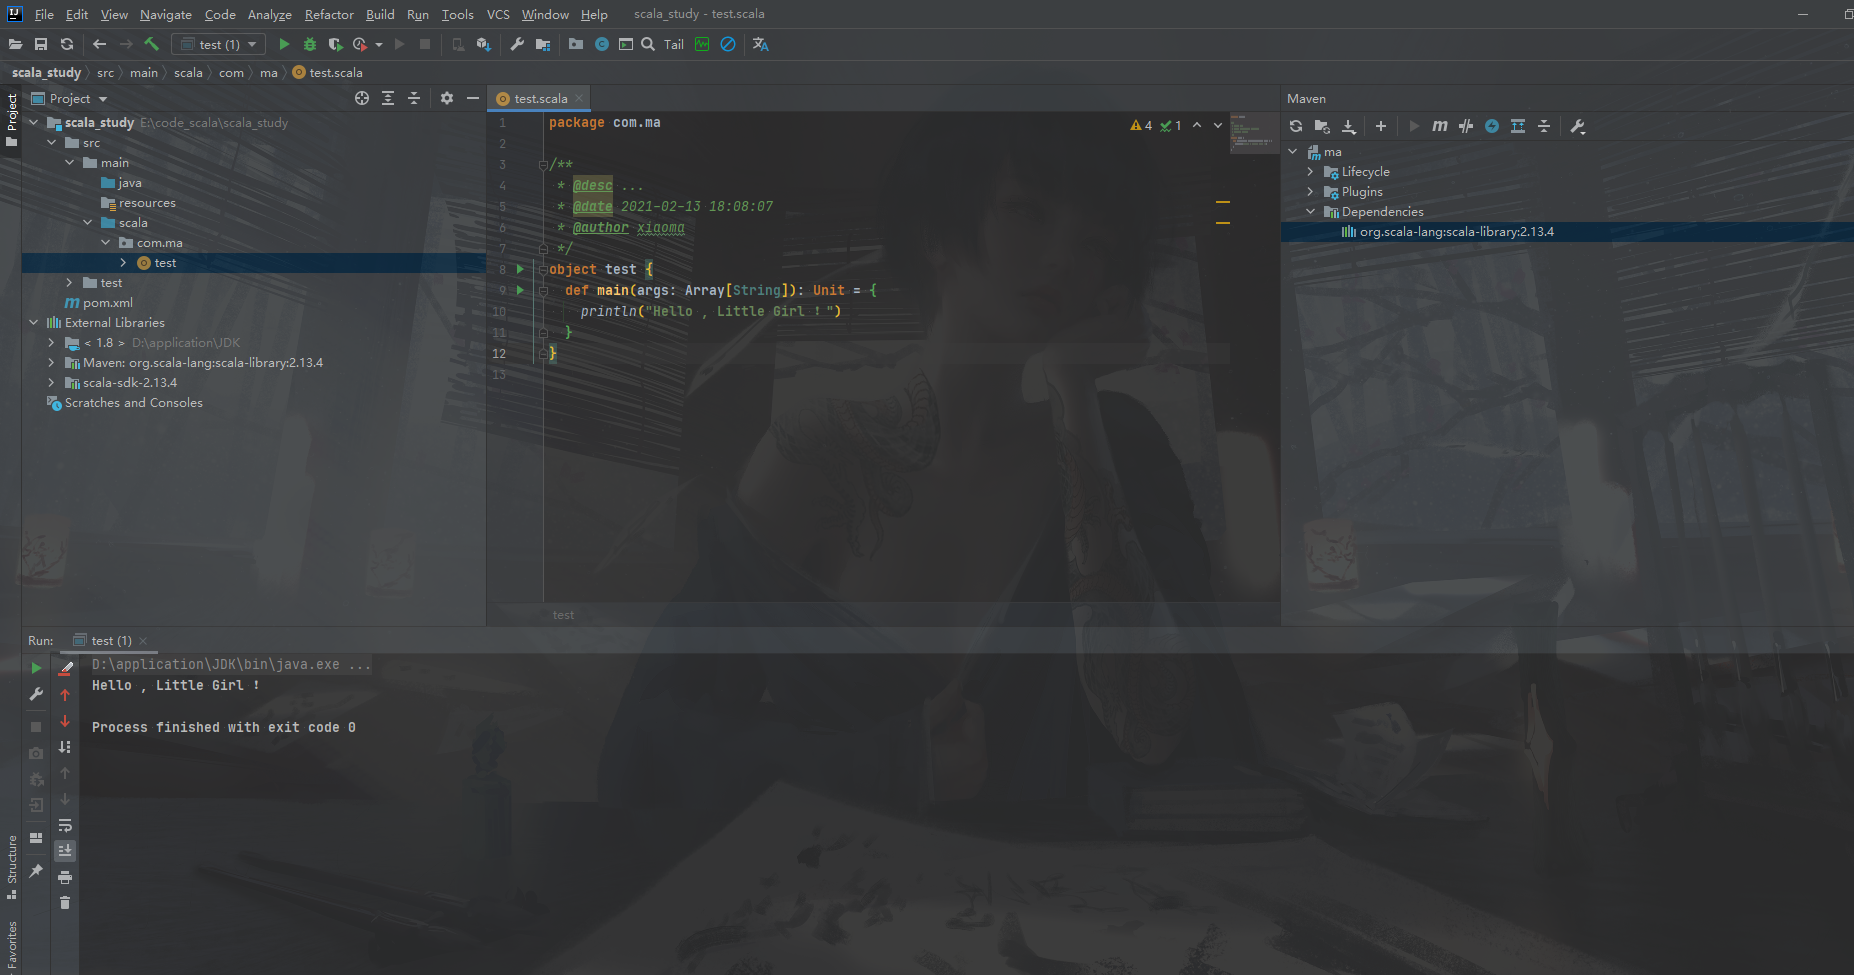 File Edit View Navigate Code Analyze Refactor Build Run Tools VCS Window Help scala_study - test.scala
test (1) Tail
scala_study src main scala com ma test.scala
Project
Project
scala_study E:\code_scala\scala_study
src
main
java
resources
scala
com.ma
test
test
pom.xml
External Libraries
< 1.8 > D:\application\JDK
Maven: org.scala-lang:scala-library:2.13.4
scala-sdk-2.13.4
Scratches and Consoles
test.scala
4 1
1 package com.ma
2
3 /**
4 * @desc ...
5 * @date 2021-02-13 18:08:07
6 * @author xiaoma
7 */
8 object test {
9 def main(args: Array[String]): Unit = {
10 println("Hello , Little Girl !")
11 }
12 }
13
test
Maven
ma
Lifecycle
Plugins
Dependencies
org.scala-lang:scala-library:2.13.4
Run: test (1)
D:\application\JDK\bin\java.exe ...
Hello , Little Girl !
Process finished with exit code 0
Structure
Favorites